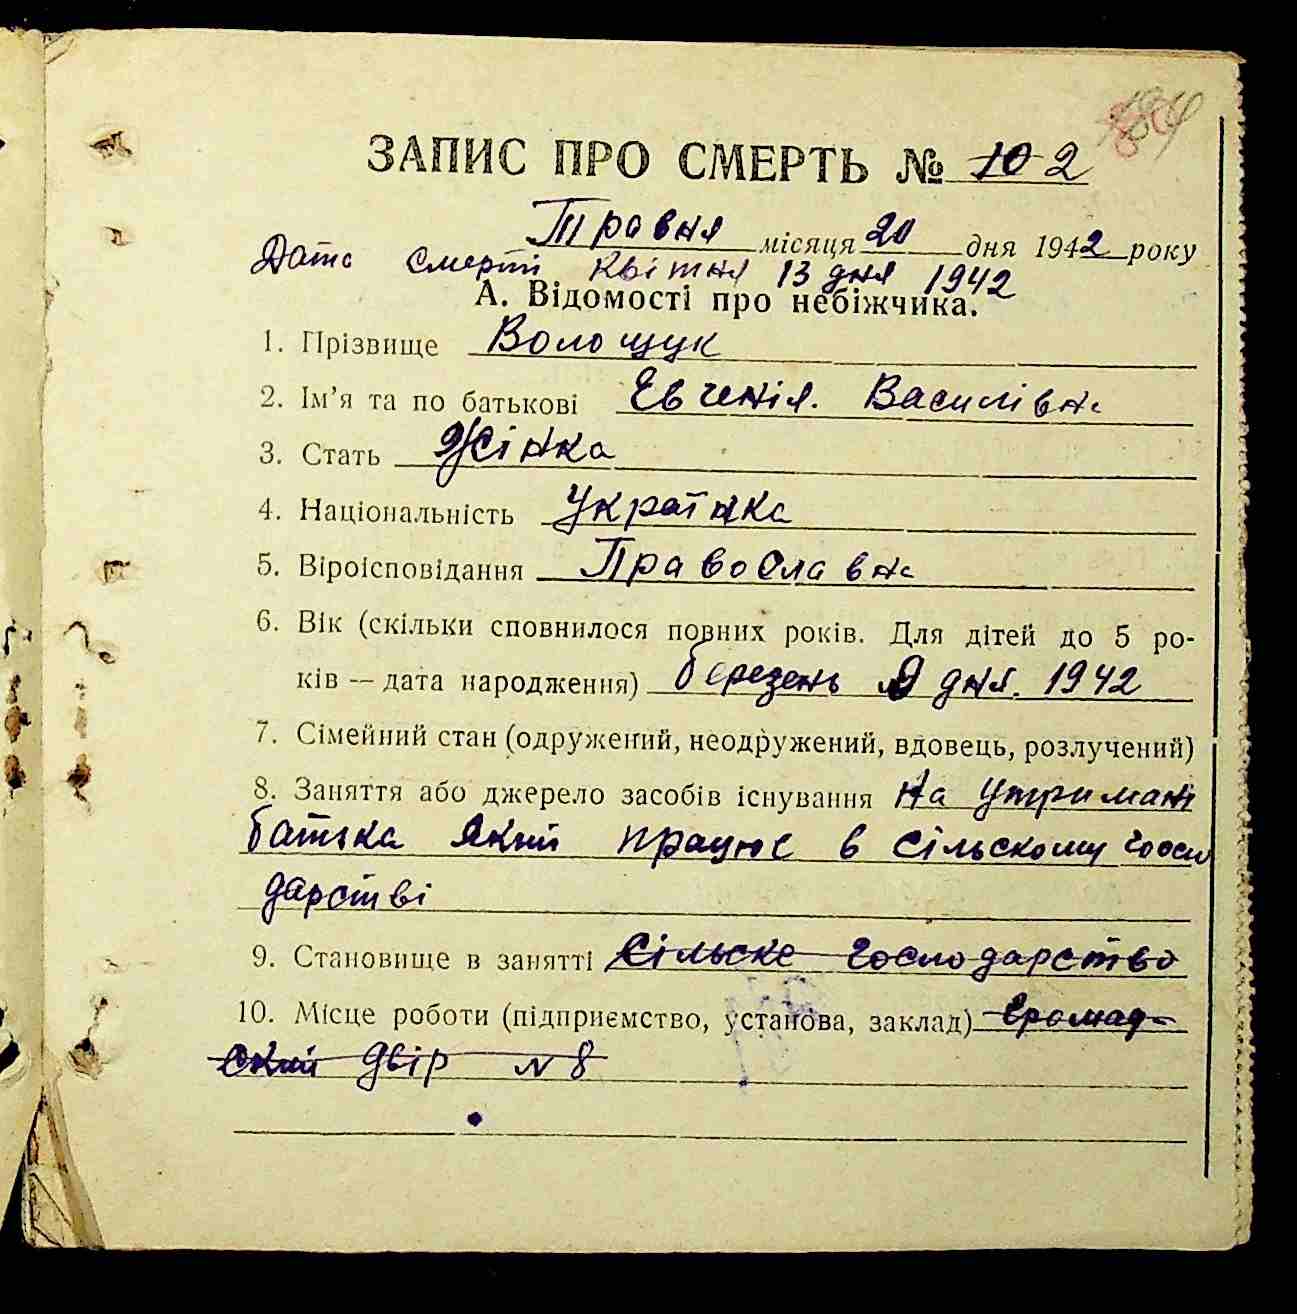 ЗАПИС ПРО СМЕРТЬ № 102
Травня місяця 20 дня 1942 року
Дата смерті квітня 13 дня 1942
А. Відомості про небіжчика.
1. Прізвище Волощук
2. Ім'я та по батькові Євгенія. Василівна
3. Стать Жінка
4. Національність Українка
5. Віроісповідання Православна
6. Вік (скільки сповнилося повних років. Для дітей до 5 ро-
ків — дата народження) березень 9 дня. 1942
7. Сімейний стан (одружений, неодружений, вдовець, розлучений)
8. Заняття або джерело засобів існування на утримані
батька який працює в сільскому госпо
дарстві
9. Становище в занятті Сільске господарство
10. Місце роботи (підприємство, установа, заклад) громад-
ский двір № 8